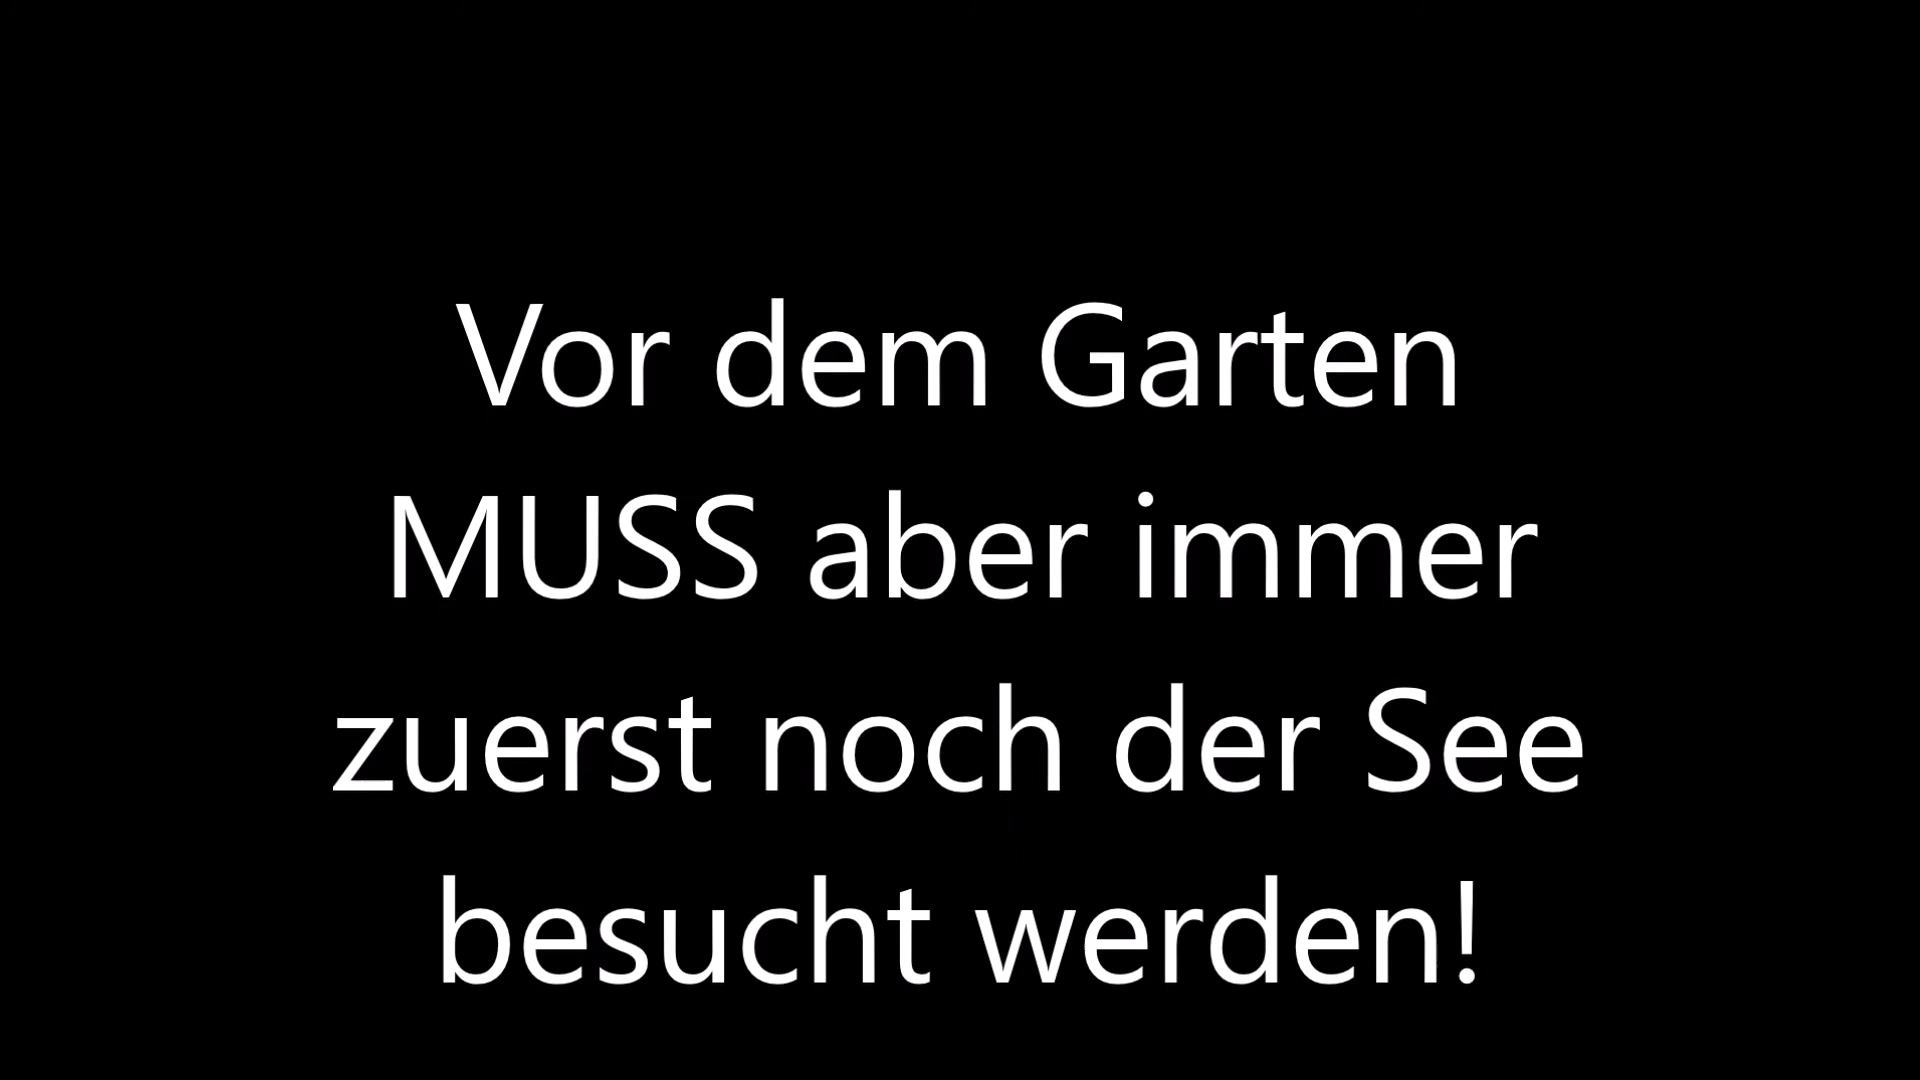 Vor dem Garten
MUSS aber immer
zuerst noch der See
besucht werden!